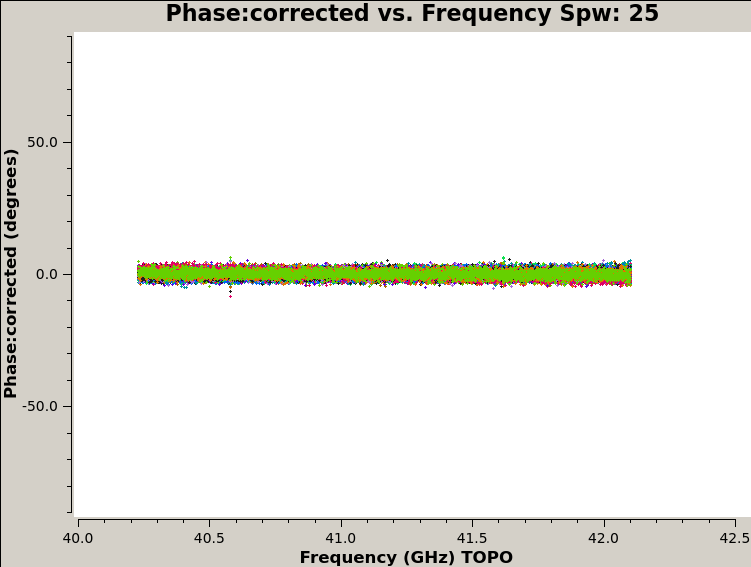 Phase:corrected vs. Frequency Spw: 25
Phase:corrected (degrees)
50.0
0.0
-50.0
40.0 40.5 41.0 41.5 42.0 42.5
Frequency (GHz) TOPO